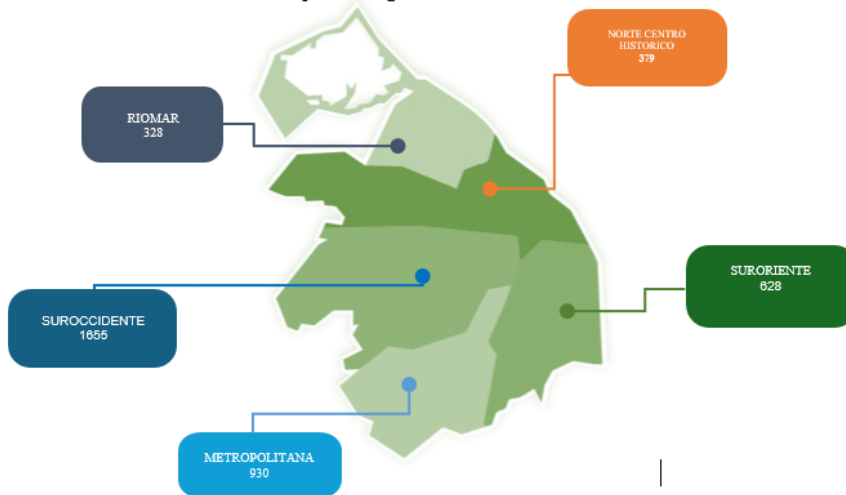 NORTE CENTRO
HISTORICO
379
RIOMAR
328
SURORIENTE
628
SUROCCIDENTE
1655
METROPOLITANA
930